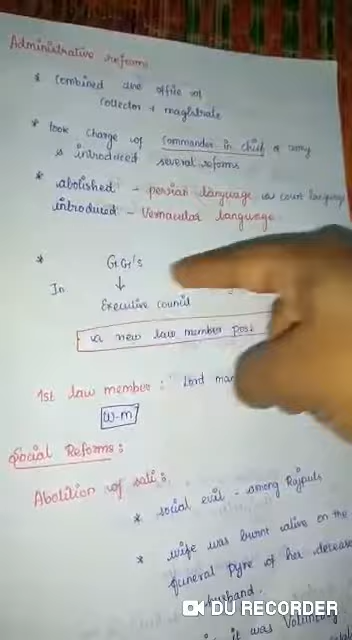 Administrative reforms
* Combined the office of
collector + magistrate
* took charge of commander in chief of army
& introduced several reforms
* abolished - persian language as court language
introduced - Vernacular language
* GG's
In ↓
Executive council
a new law member post
1st law member : Lord
W-m
Social Reforms :
Abolition of sati :
* social evil - among Rajputs
* wife was burnt alive on the
funeral pyre of her
husband.
it was
DU RECORDER